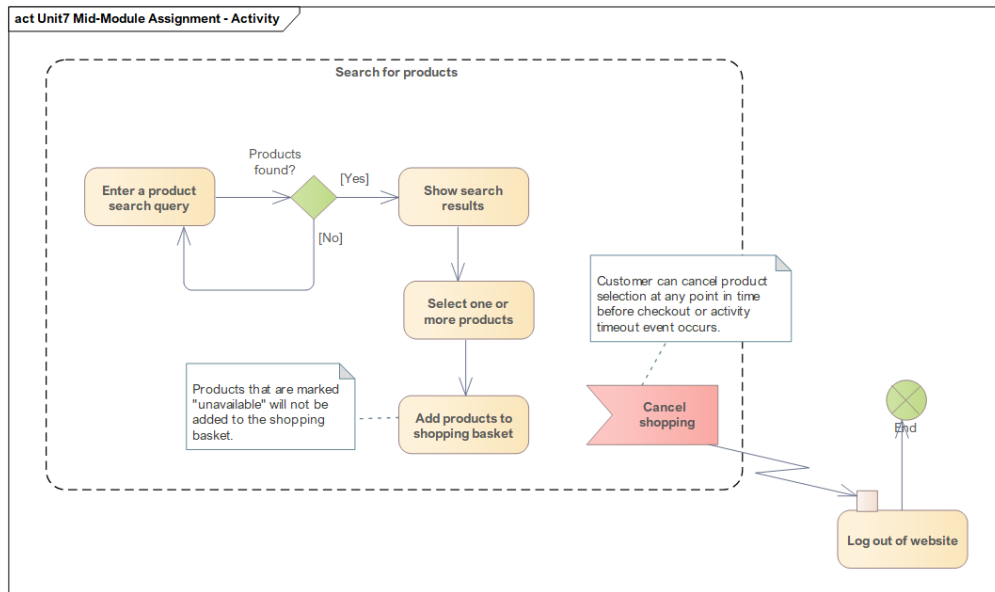 act Unit7 Mid-Module Assignment - Activity
Search for products
Products
found?
[Yes]
[No]
Enter a product
search query
Show search
results
Select one or
more products
Customer can cancel product
selection at any point in time
before checkout or activity
timeout event occurs.
Products that are marked
"unavailable" will not be
added to the shopping
basket.
Add products to
shopping basket
Cancel
shopping
End
Log out of website